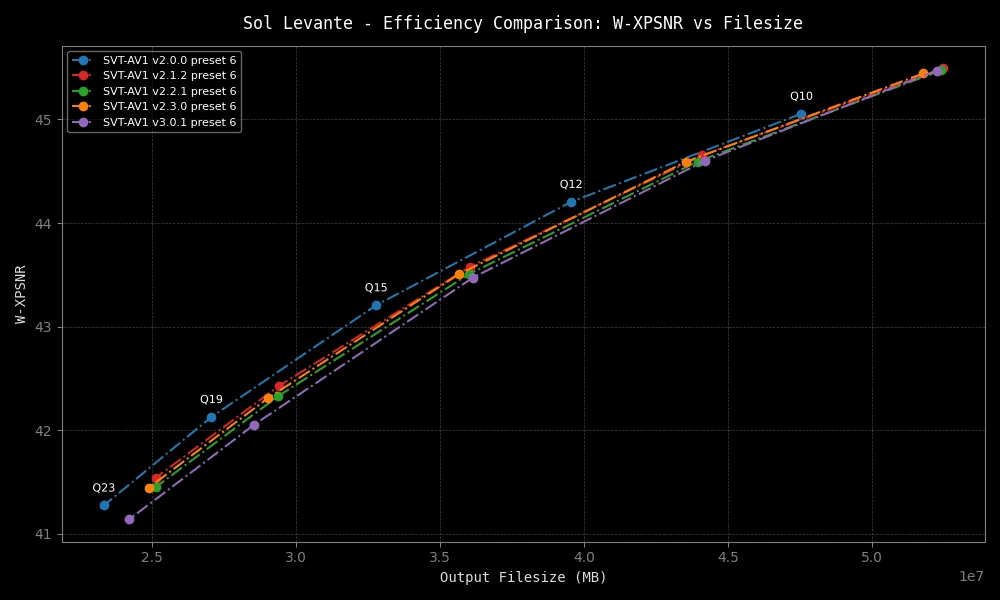 Sol Levante - Efficiency Comparison: W-XPSNR vs Filesize
SVT-AV1 v2.0.0 preset 6
SVT-AV1 v2.1.2 preset 6
SVT-AV1 v2.2.1 preset 6
SVT-AV1 v2.3.0 preset 6
SVT-AV1 v3.0.1 preset 6
Q10
Q12
Q15
Q19
Q23
W-XPSNR
45
44
43
42
41
2.5 3.0 3.5 4.0 4.5 5.0
1e7
Output Filesize (MB)